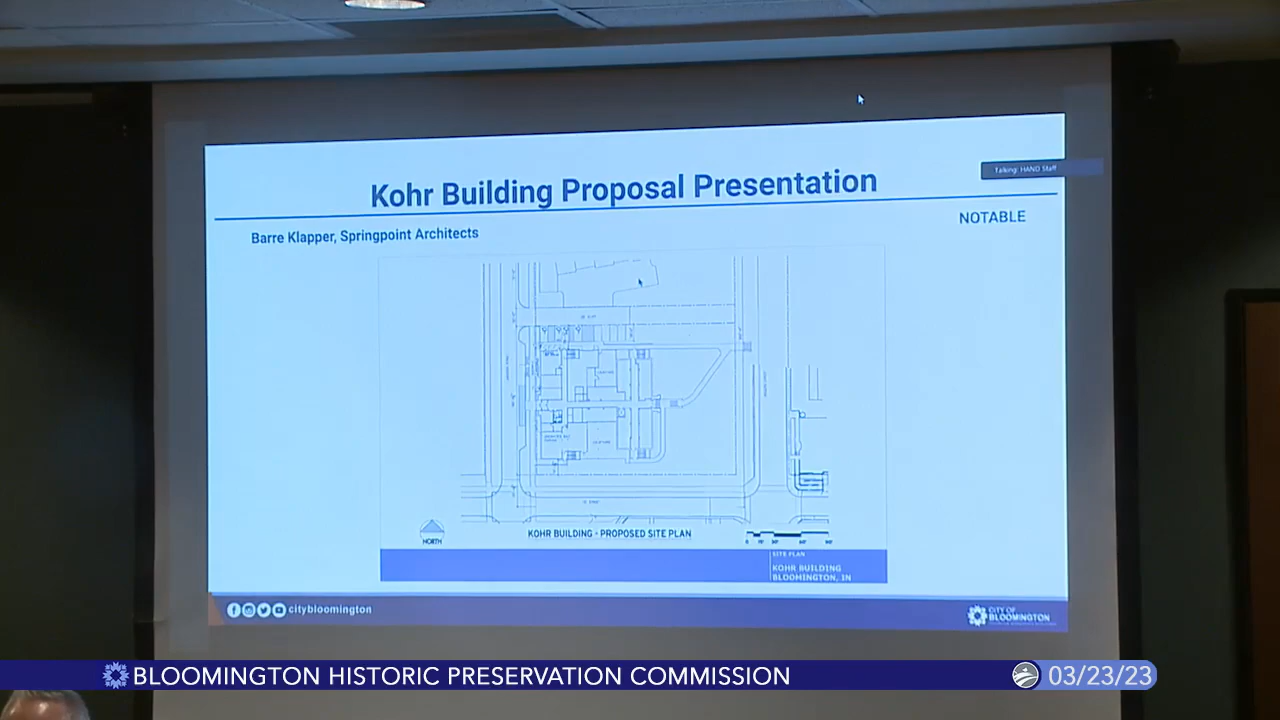 Kohr Building Proposal Presentation
Talking: HAND Staff
NOTABLE
Barre Klapper, Springpoint Architects
NORTH
KOHR BUILDING - PROPOSED SITE PLAN
SITE PLAN
KOHR BUILDING
BLOOMINGTON, IN
citybloomington
CITY OF
BLOOMINGTON
BLOOMINGTON HISTORIC PRESERVATION COMMISSION
03/23/23